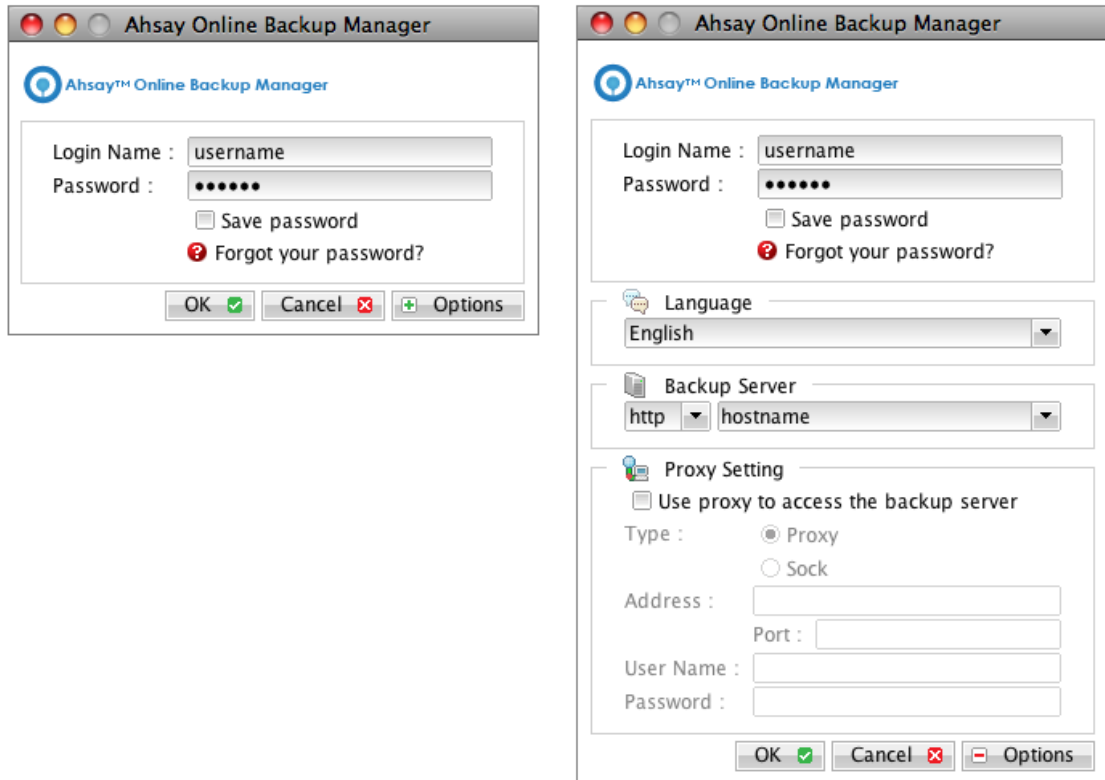 Ahsay Online Backup Manager
Ahsay™ Online Backup Manager
Login Name : username
Password : ••••••
Save password
Forgot your password?
OK Cancel Options
Ahsay Online Backup Manager
Ahsay™ Online Backup Manager
Login Name : username
Password : ••••••
Save password
Forgot your password?
Language
English
Backup Server
http hostname
Proxy Setting
Use proxy to access the backup server
Type : Proxy
Sock
Address :
Port :
User Name :
Password :
OK Cancel Options